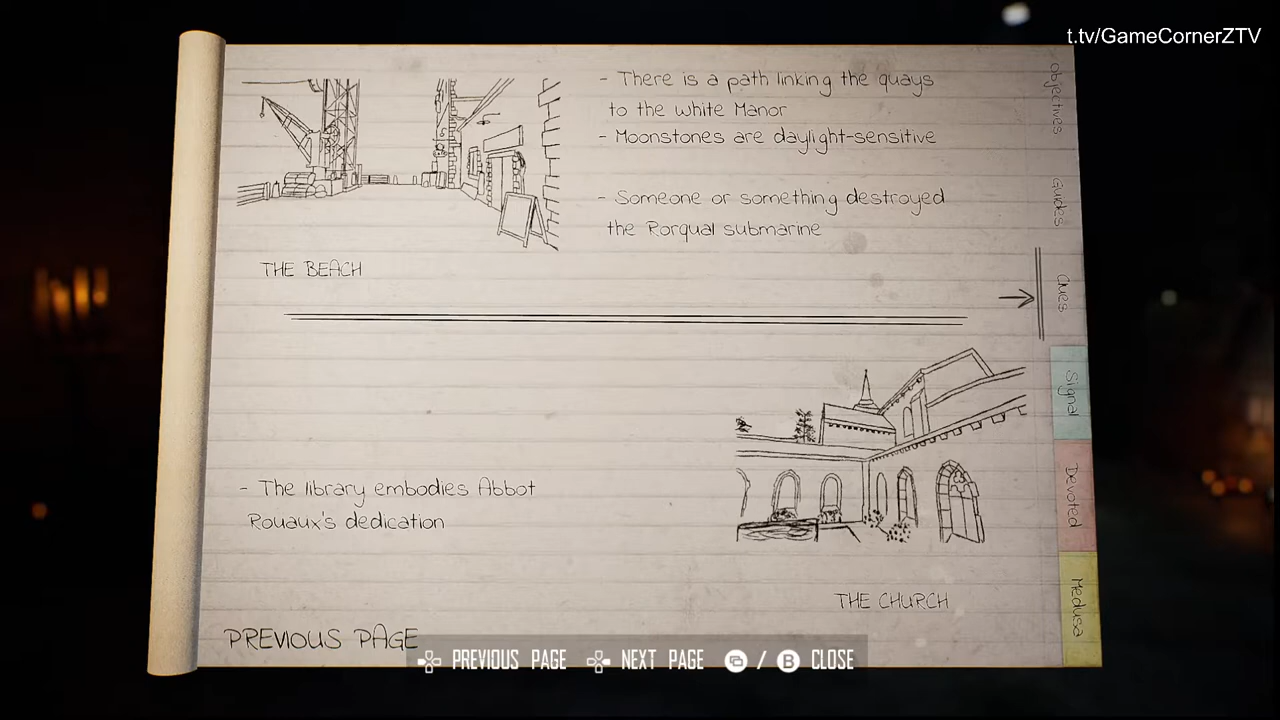 t.tv/GameCornerZTV
- There is a path linking the quays
to the White Manor
- Moonstones are daylight-sensitive
- Someone or something destroyed
the Rorqual submarine
THE BEACH
- The library embodies Abbot
Rouaux's dedication
THE CHURCH
PREVIOUS PAGE
Objectives
Guides
Clues
Signal
Devoted
Medusa
PREVIOUS PAGE NEXT PAGE / B CLOSE